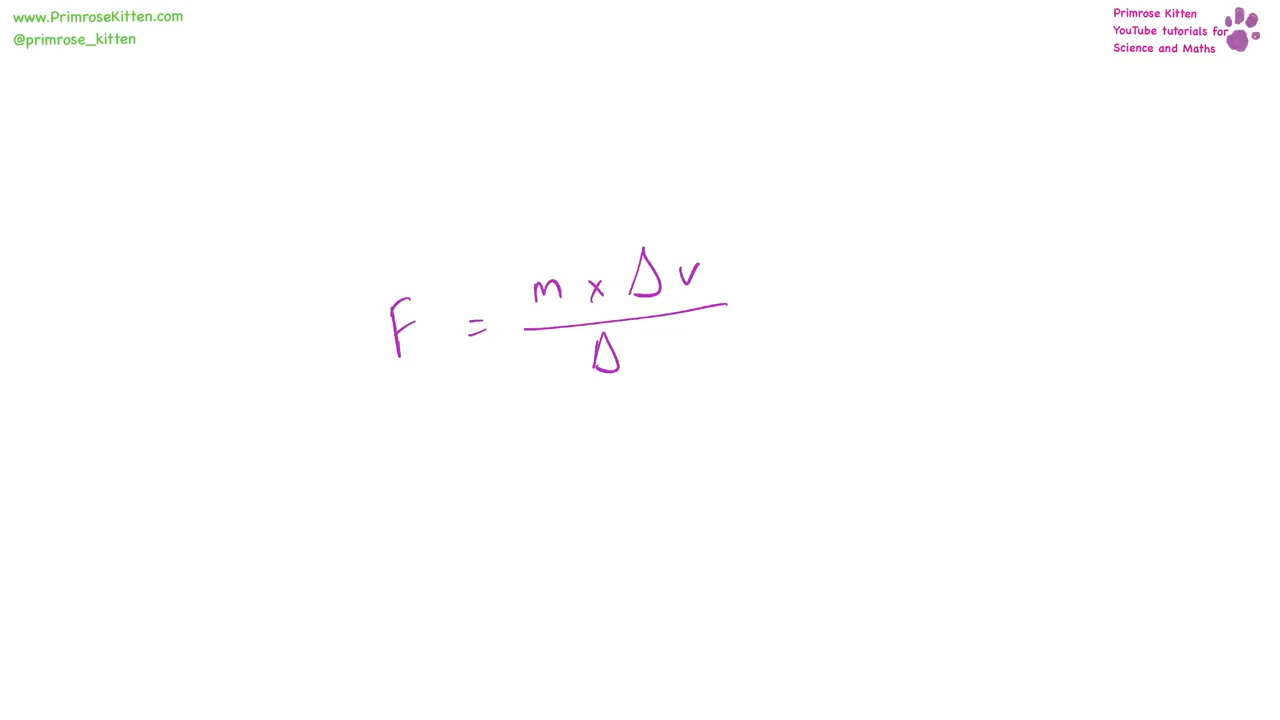 www.PrimroseKitten.com
@primrose_kitten
Primrose Kitten
YouTube tutorials for
Science and Maths
F = m x Δv
Δ